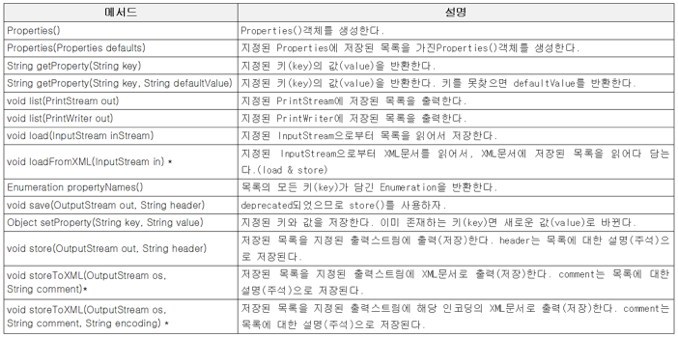 메서드 설명
Properties() Properties()객체를 생성한다.
Properties(Properties defaults) 지정된 Properties에 저장된 목록을 가진Properties()객체를 생성한다.
String getProperty(String key) 지정된 키(key)의 값(value)을 반환한다.
String getProperty(String key, String defaultValue) 지정된 키(key)의 값(value)을 반환한다. 키를 못찾으면 defaultValue를 반환한다.
void list(PrintStream out) 지정된 PrintStream에 저장된 목록을 출력한다.
void list(PrintWriter out) 지정된 PrintWriter에 저장된 목록을 출력한다.
void load(InputStream inStream) 지정된 InputStream으로부터 목록을 읽어서 저장한다.
void loadFromXML(InputStream in) * 지정된 InputStream으로부터 XML문서를 읽어서, XML문서에 저장된 목록을 읽어다 담는
다.(load & store)
Enumeration propertyNames() 목록의 모든 키(key)가 담긴 Enumeration을 반환한다.
void save(OutputStream out, String header) deprecated되었으므로 store()를 사용하자.
Object setProperty(String key, String value) 지정된 키와 값을 저장한다. 이미 존재하는 키(key)면 새로운 값(value)로 바뀐다.
void store(OutputStream out, String header) 저장된 목록을 지정된 출력스트림에 출력(저장)한다. header는 목록에 대한 설명(주석)으
로 저장된다.
void storeToXML(OutputStream os, 저장된 목록을 지정된 출력스트림에 XML문서로 출력(저장)한다. comment는 목록에 대한
String comment)* 설명(주석)으로 저장된다.
void storeToXML(OutputStream os, 저장된 목록을 지정된 출력스트림에 해당 인코딩의 XML문서로 출력(저장)한다. comment는
String comment, String encoding) * 목록에 대한 설명(주석)으로 저장된다.